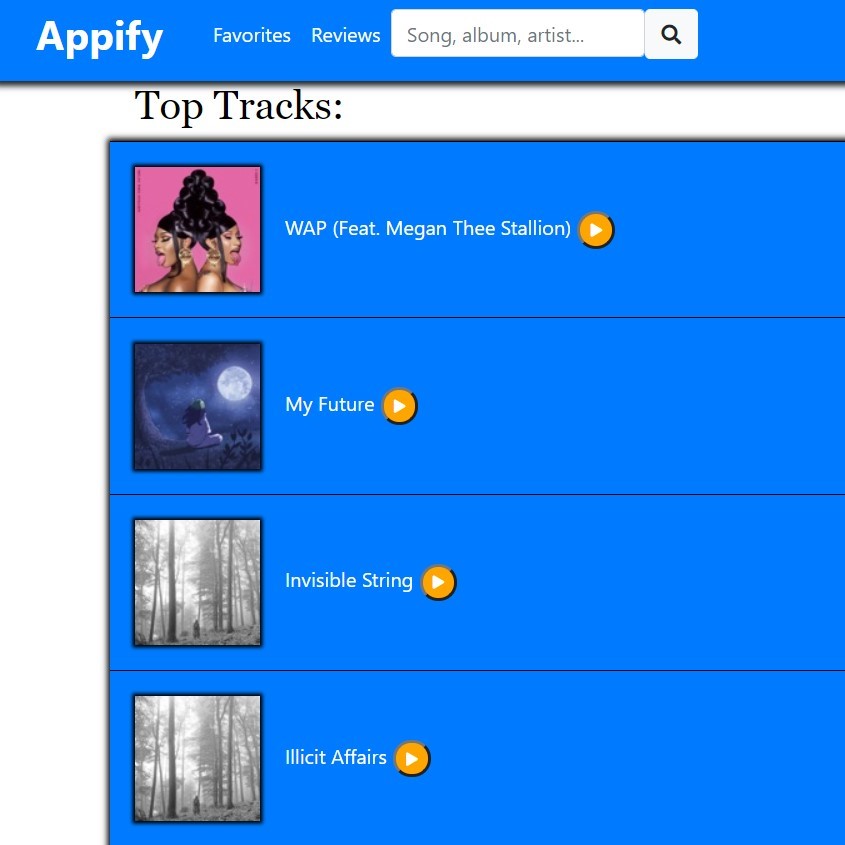 Appify
Favorites Reviews Song, album, artist...
Top Tracks:
WAP (Feat. Megan Thee Stallion)
My Future
Invisible String
Illicit Affairs